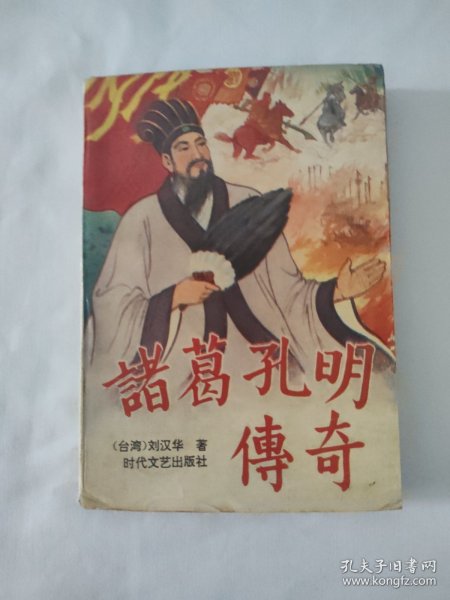 諸葛孔明
傳奇
(台湾)刘汉华 著
时代文艺出版社
孔夫子旧书网
www.kongfz.com